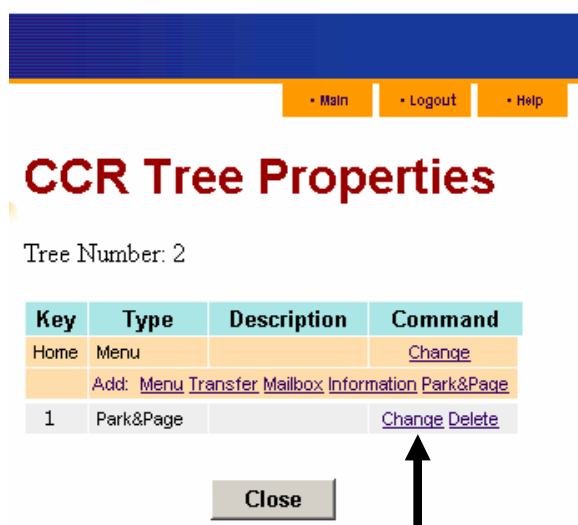 • Main • Logout • Help
CCR Tree Properties
Tree Number: 2
Key Type Description Command
Home Menu Change
Add: Menu Transfer Mailbox Information Park&Page
1 Park&Page Change Delete
Close